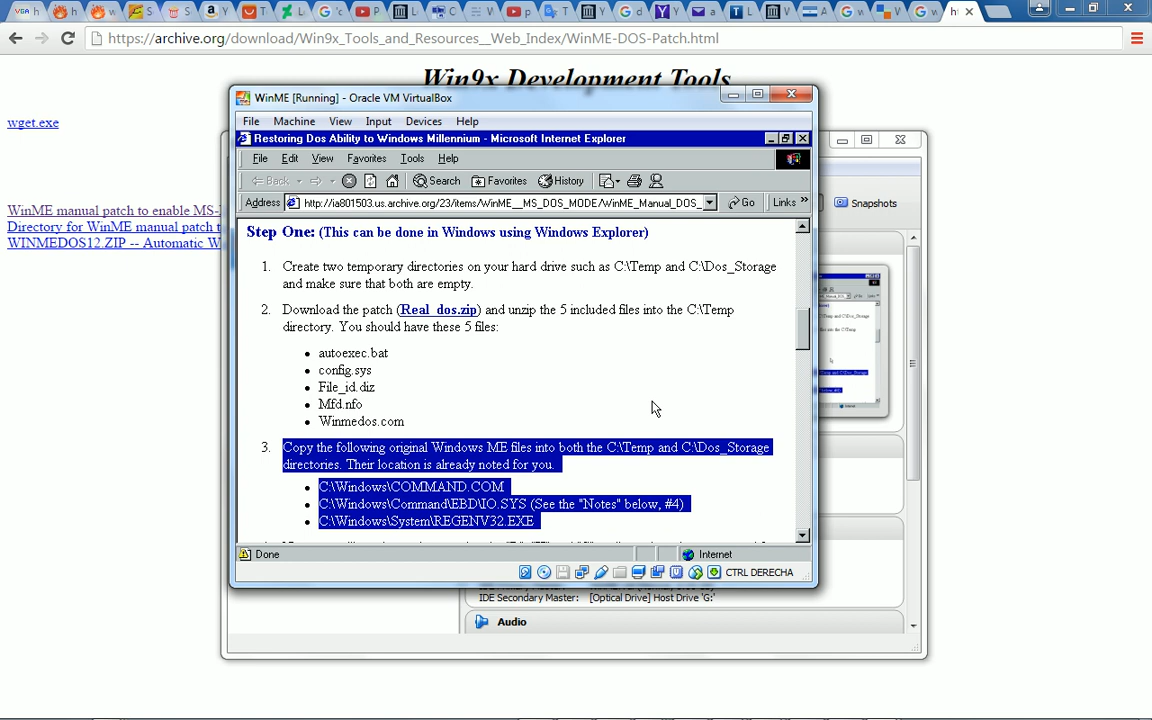 VGA h
https://archive.org/download/Win9x_Tools_and_Resources__Web_Index/WinME-DOS-Patch.html
Win9x Development Tools
wget.exe
WinME manual patch to enable MS-
Directory for WinME manual patch t
WINMEDOS12.ZIP -- Automatic W
WinME [Running] - Oracle VM VirtualBox
File Machine View Input Devices Help
Restoring Dos Ability to Windows Millennium - Microsoft Internet Explorer
File Edit View Favorites Tools Help
Back Search Favorites History
Address http://ia801503.us.archive.org/23/items/WinME__MS_DOS_MODE/WinME_Manual_DOS_ Go Links »
Step One: (This can be done in Windows using Windows Explorer)
1. Create two temporary directories on your hard drive such as C:\Temp and C:\Dos_Storage
and make sure that both are empty.
2. Download the patch (Real_dos.zip) and unzip the 5 included files into the C:\Temp
directory. You should have these 5 files:
• autoexec.bat
• config.sys
• File_id.diz
• Mfd.nfo
• Winmedos.com
3. Copy the following original Windows ME files into both the C:\Temp and C:\Dos_Storage
directories. Their location is already noted for you.
• C:\Windows\COMMAND.COM
• C:\Windows\Command\EBD\IO.SYS (See the "Notes" below, #4)
• C:\Windows\System\REGENV32.EXE
Done Internet
CTRL DERECHA
Snapshots
IDE Secondary Master: [Optical Drive] Host Drive 'G:'
Audio